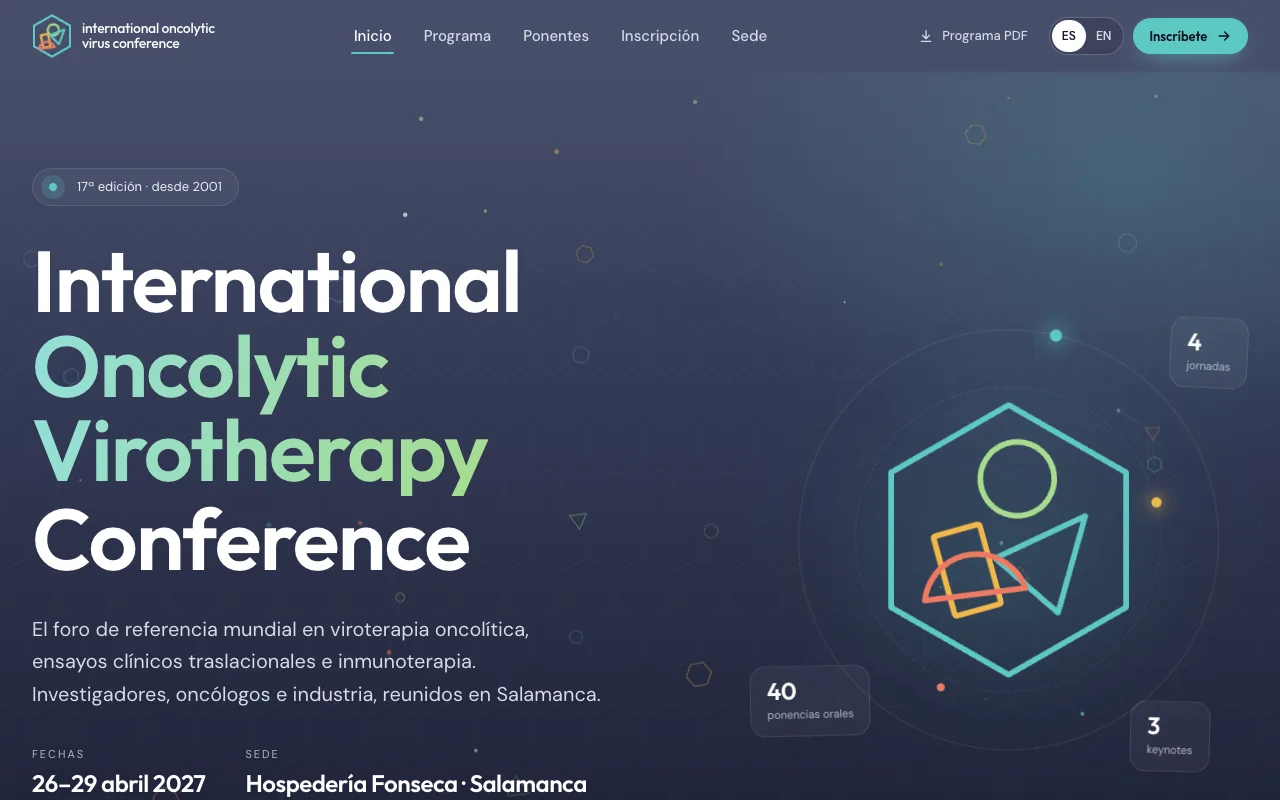 international oncolytic
virus conference
Inicio
Programa
Ponentes
Inscripción
Sede
Programa PDF
ES
EN
Inscríbete
17ª edición · desde 2001
International
Oncolytic
Virotherapy
Conference
El foro de referencia mundial en viroterapia oncolítica,
ensayos clínicos traslacionales e inmunoterapia.
Investigadores, oncólogos e industria, reunidos en Salamanca.
FECHAS
26–29 abril 2027
SEDE
Hospedería Fonseca · Salamanca
4
jornadas
40
ponencias orales
3
keynotes